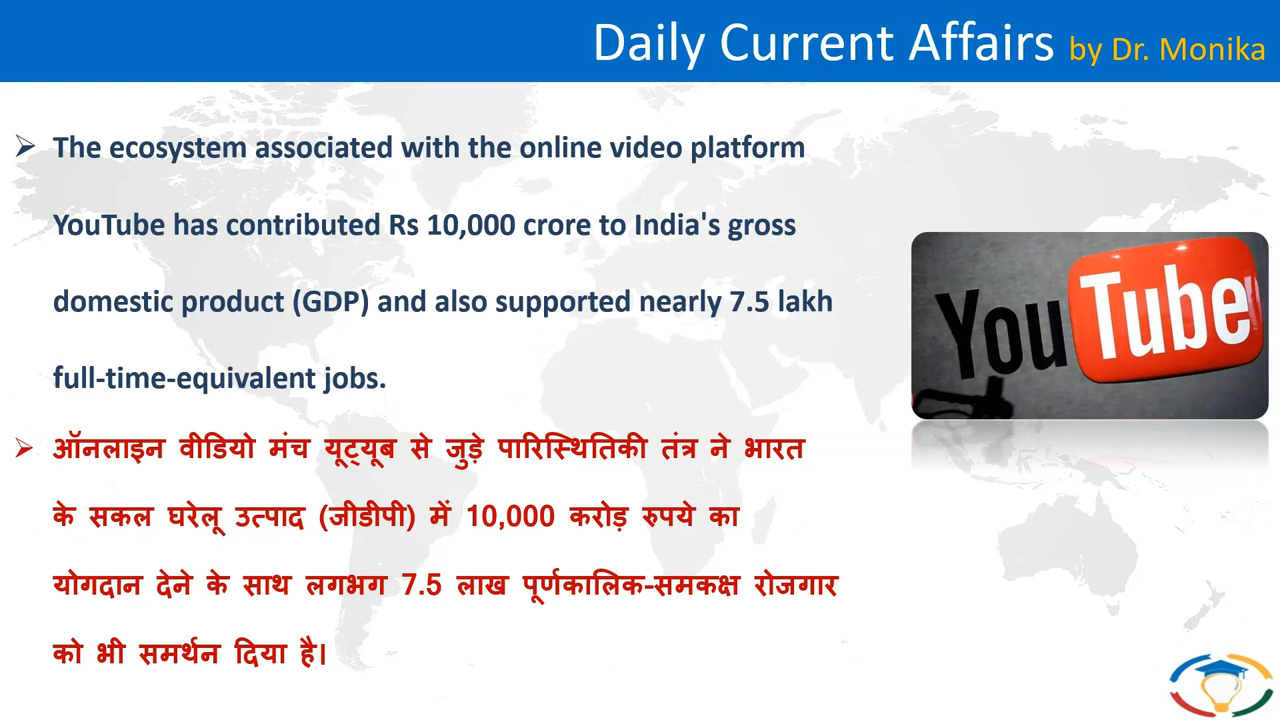 Daily Current Affairs by Dr. Monika
The ecosystem associated with the online video platform
YouTube has contributed Rs 10,000 crore to India's gross
domestic product (GDP) and also supported nearly 7.5 lakh
full-time-equivalent jobs.
YouTube
ऑनलाइन वीडियो मंच यूट्यूब से जुड़े पारिस्थितिकी तंत्र ने भारत
के सकल घरेलू उत्पाद (जीडीपी) में 10,000 करोड़ रुपये का
योगदान देने के साथ लगभग 7.5 लाख पूर्णकालिक-समकक्ष रोजगार
को भी समर्थन दिया है।